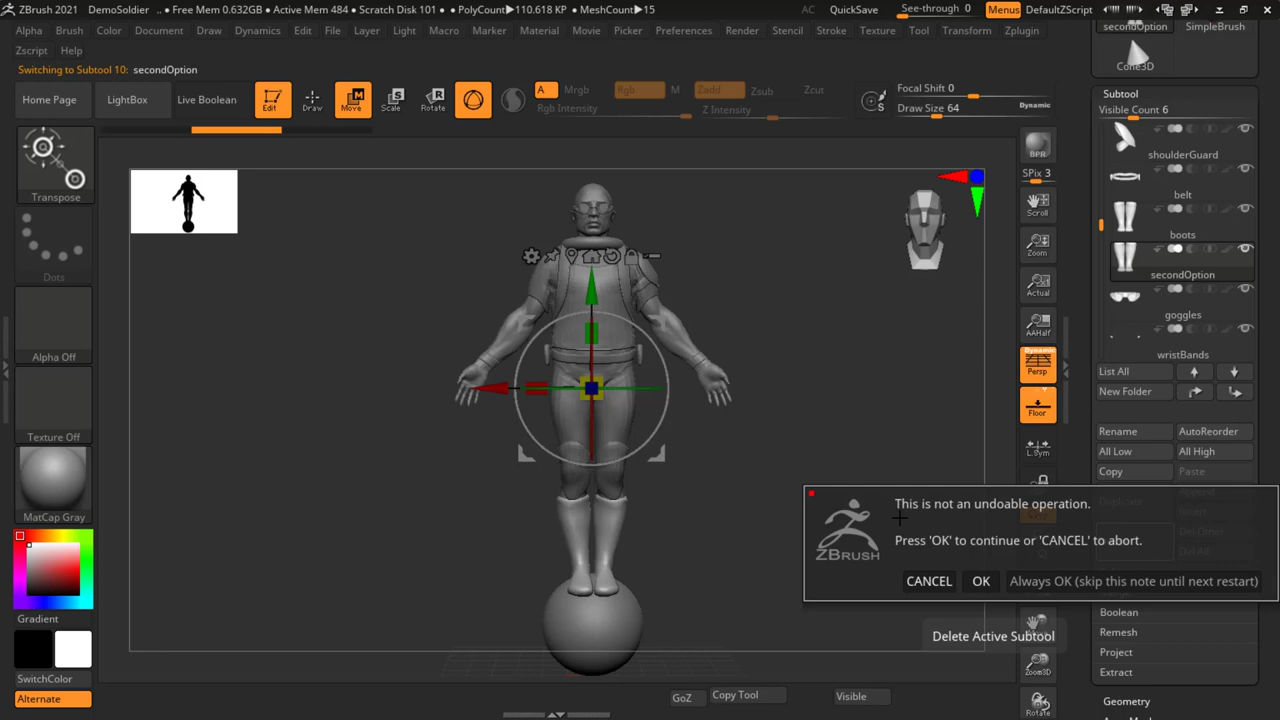 ZBrush 2021 DemoSoldier .. • Free Mem 0.632GB • Active Mem 484 • Scratch Disk 101 • PolyCount▶110.618 KP • MeshCount▶15 AC QuickSave See-through 0 Menus DefaultZScript
Alpha Brush Color Document Draw Dynamics Edit File Layer Light Macro Marker Material Movie Picker Preferences Render Stencil Stroke Texture Tool Transform Zplugin
Zscript Help
Switching to Subtool 10: secondOption
Home Page LightBox Live Boolean Edit Draw Move Scale Rotate
A Mrgb Rgb M Zadd Zsub Zcut
Rgb Intensity Z Intensity
S
Focal Shift 0
Draw Size 64 Dynamic
Transpose
Dots
Alpha Off
Texture Off
MatCap Gray
Gradient
SwitchColor
Alternate
BPR
SPix 3
Scroll
Zoom
Actual
AAHalf
Dynamic
Persp
Floor
L.Sym
Zoom3D
Rotate
secondOption SimpleBrush
Cone3D
Subtool
Visible Count 6
shoulderGuard
belt
boots
secondOption
goggles
wristBands
List All
New Folder
Rename AutoReorder
All Low All High
Copy Paste
This is not an undoable operation.
Press 'OK' to continue or 'CANCEL' to abort.
ZBRUSH
CANCEL OK Always OK (skip this note until next restart)
Delete Active Subtool
Boolean
Remesh
Project
Extract
Geometry
GoZ Copy Tool Visible